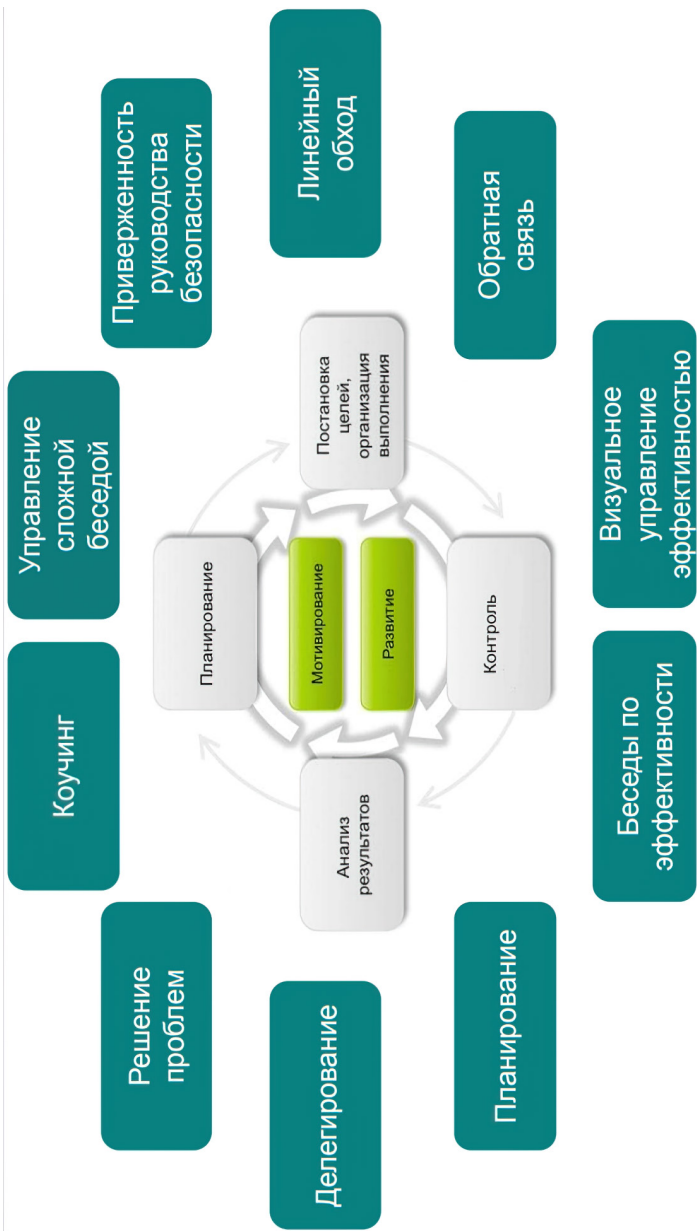 Коучинг
Управление
сложной
беседой
Решение
проблем
Приверженность
руководства
безопасности
Планирование
Делегирование
Анализ
результатов
Мотивирование
Развитие
Постановка
целей,
организация
выполнения
Линейный
обход
Планирование
Контроль
Обратная
связь
Беседы по
эффективности
Визуальное
управление
эффективностью